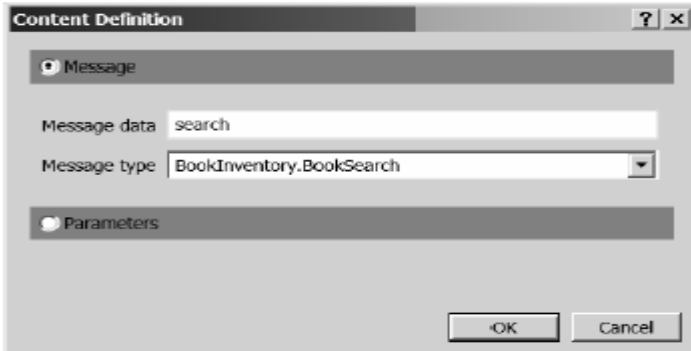 Content Definition ? ×
Message
Message data search
Message type BookInventory.BookSearch
Parameters
OK Cancel